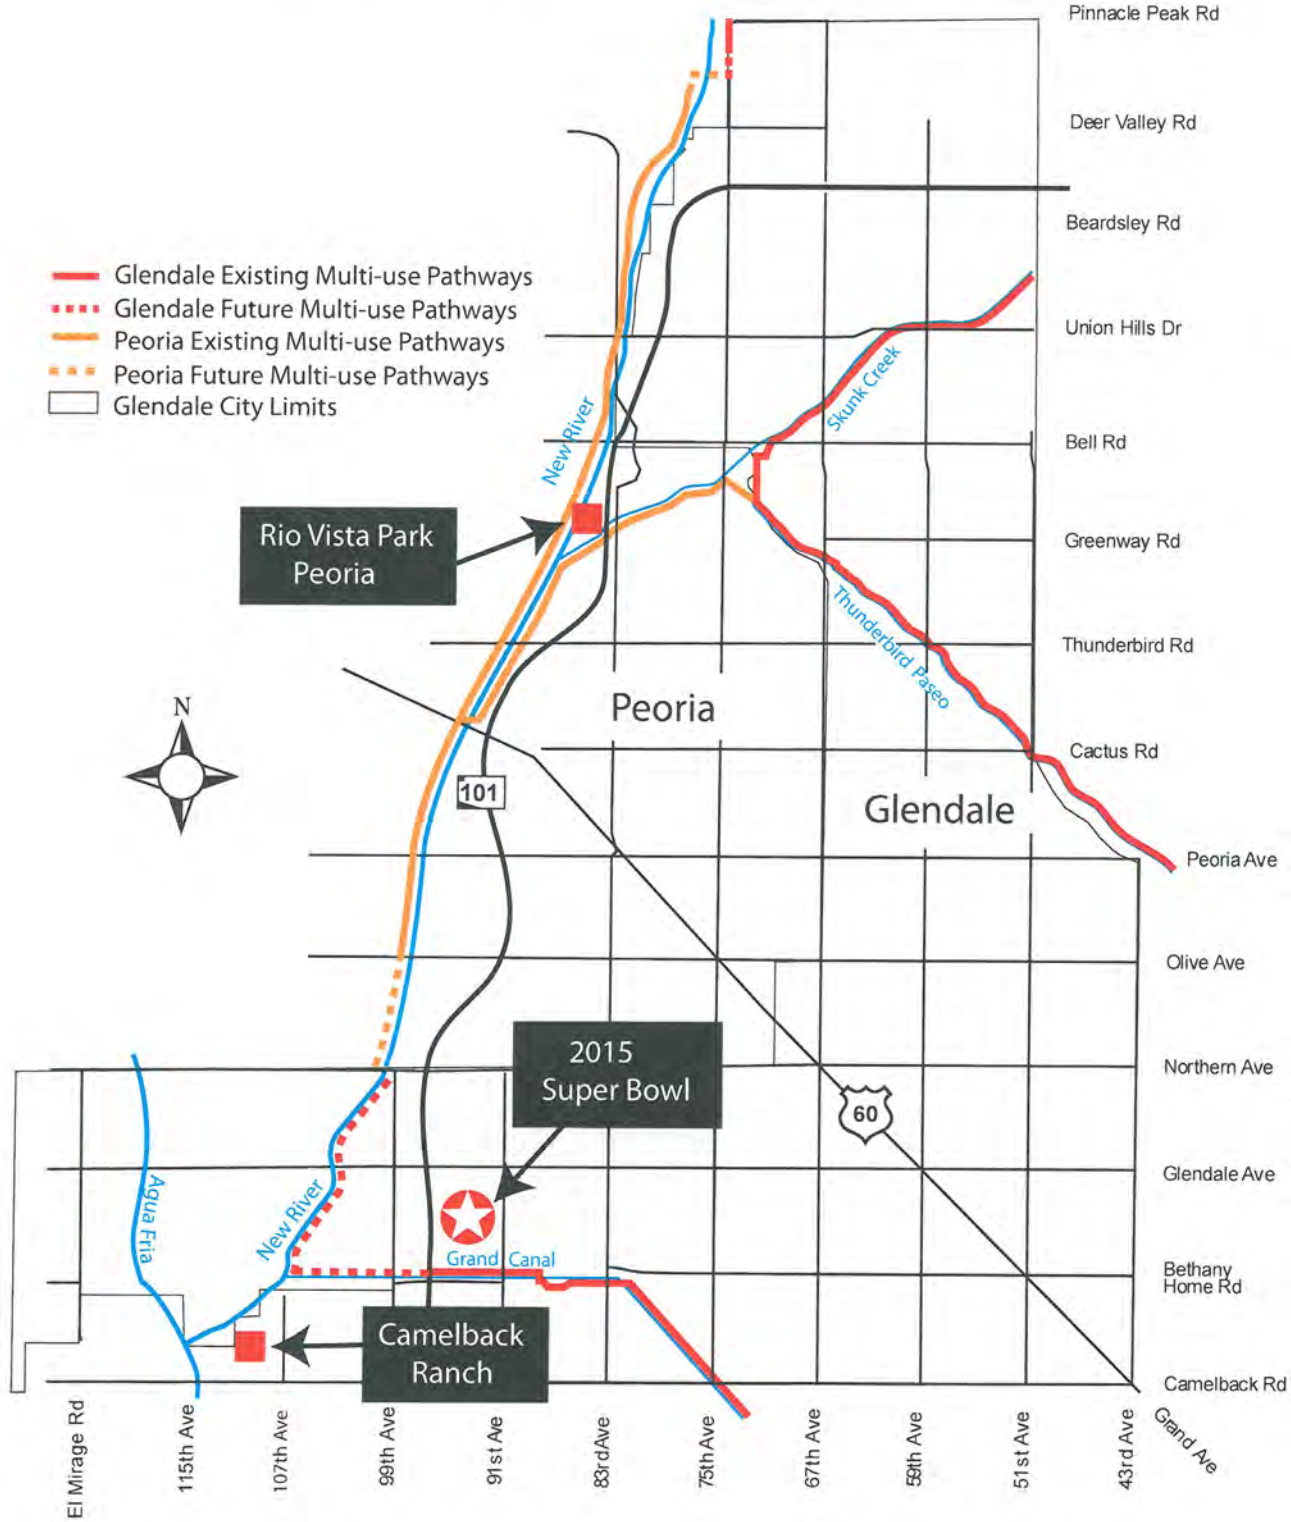 Pinnacle Peak Rd
Deer Valley Rd
Beardsley Rd
Glendale Existing Multi-use Pathways
Glendale Future Multi-use Pathways
Peoria Existing Multi-use Pathways
Peoria Future Multi-use Pathways
Glendale City Limits
Union Hills Dr
Skunk Creek
New River
Bell Rd
Rio Vista Park
Peoria
Greenway Rd
Thunderbird Paseo
Thunderbird Rd
N
Peoria
Cactus Rd
101
Glendale
Peoria Ave
Olive Ave
2015
Super Bowl
Northern Ave
60
Glendale Ave
Agua Fria
New River
Grand Canal
Bethany
Home Rd
Camelback
Ranch
Camelback Rd
El Mirage Rd
115th Ave
107th Ave
99th Ave
91st Ave
83rdAve
75th Ave
67th Ave
59th Ave
51st Ave
43rd Ave
Grand Ave